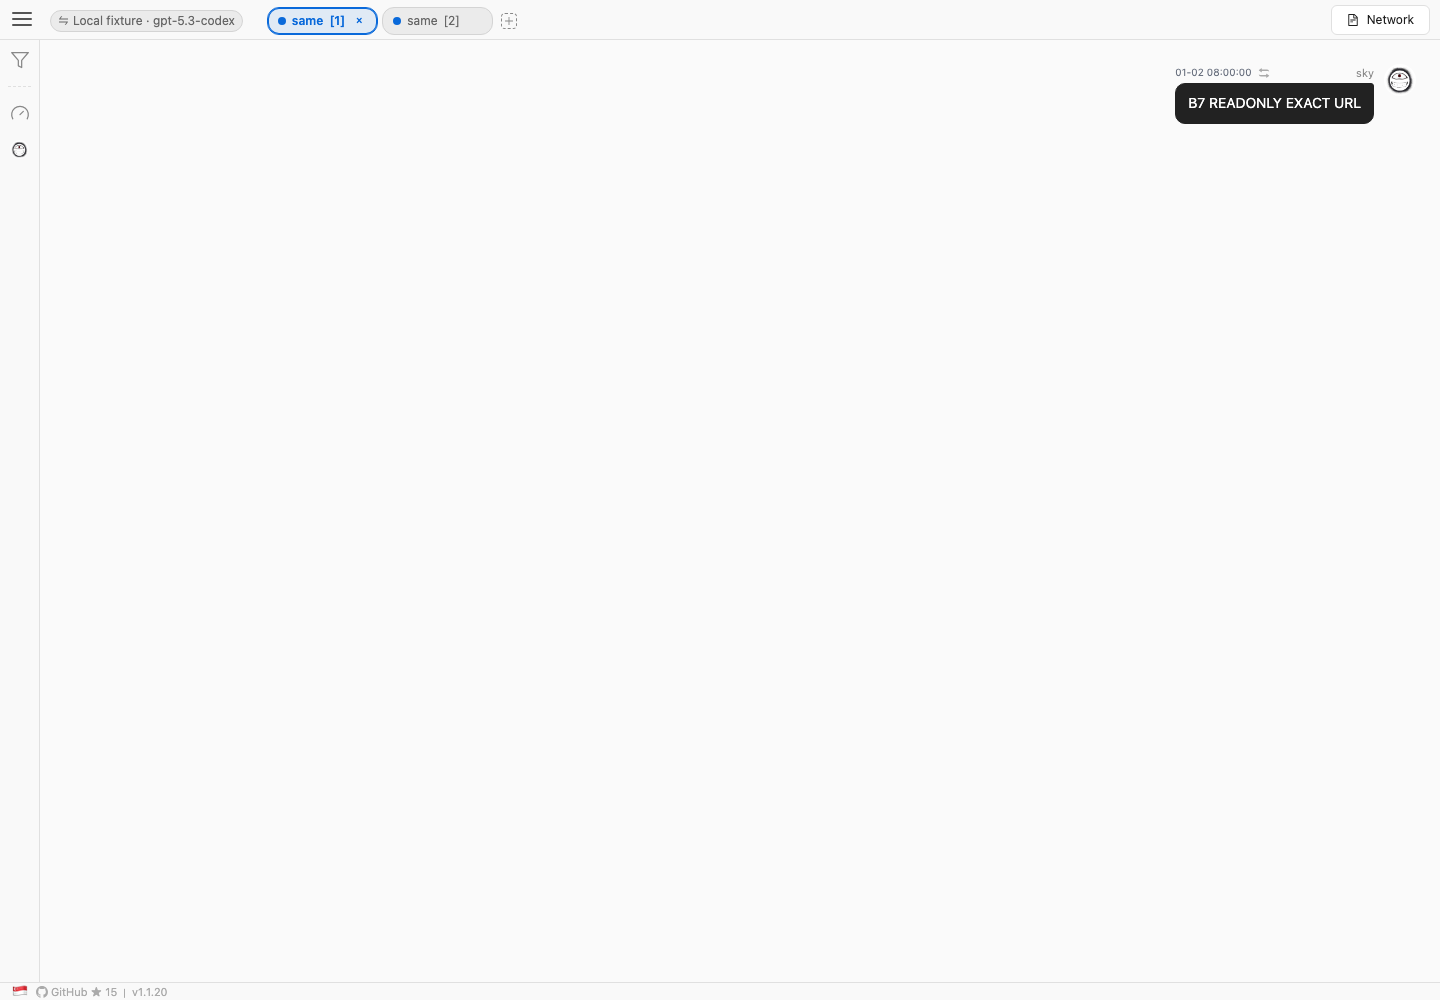 Local fixture · gpt-5.3-codex
same [1] ×
same [2]
Network
01-02 08:00:00
sky
B7 READONLY EXACT URL
GitHub ★ 15 | v1.1.20